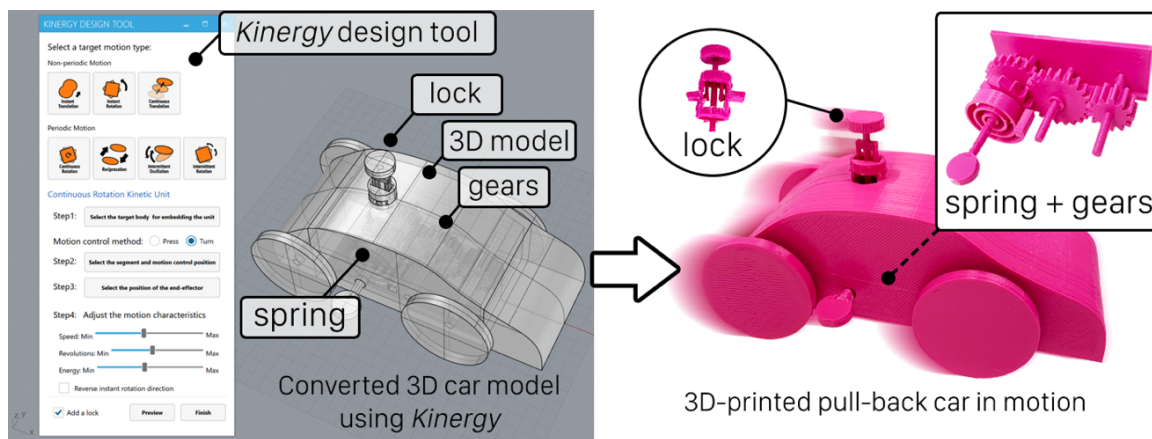 KINERGY DESIGN TOOL
Select a target motion type:
Non-periodic Motion
Instant
Translation
Instant
Rotation
Continuous
Translation
Periodic Motion
Continuous
Rotation
Reciprocation
Intermittent
Oscillation
Intermittent
Rotation
Continuous Rotation Kinetic Unit
Step1: Select the target body for embedding the unit
Motion control method: Press Turn
Step2: Select the segment and motion control position
Step3: Select the position of the end-effector
Step4: Adjust the motion characteristics
Speed: Min Max
Revolutions: Min Max
Energy: Min Max
Reverse instant rotation direction
Add a lock Preview Finish
z y
x
Kinergy design tool
lock
3D model
gears
spring
Converted 3D car model
using Kinergy
lock
spring + gears
3D-printed pull-back car in motion